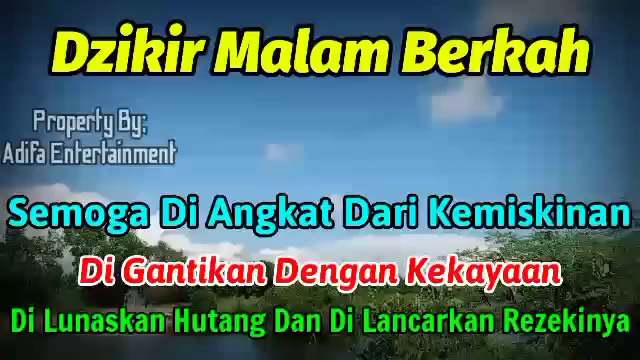 Dzikir Malam Berkah
Property By:
Adifa Entertainment
Semoga Di Angkat Dari Kemiskinan
Di Gantikan Dengan Kekayaan
Di Lunaskan Hutang Dan Di Lancarkan Rezekinya